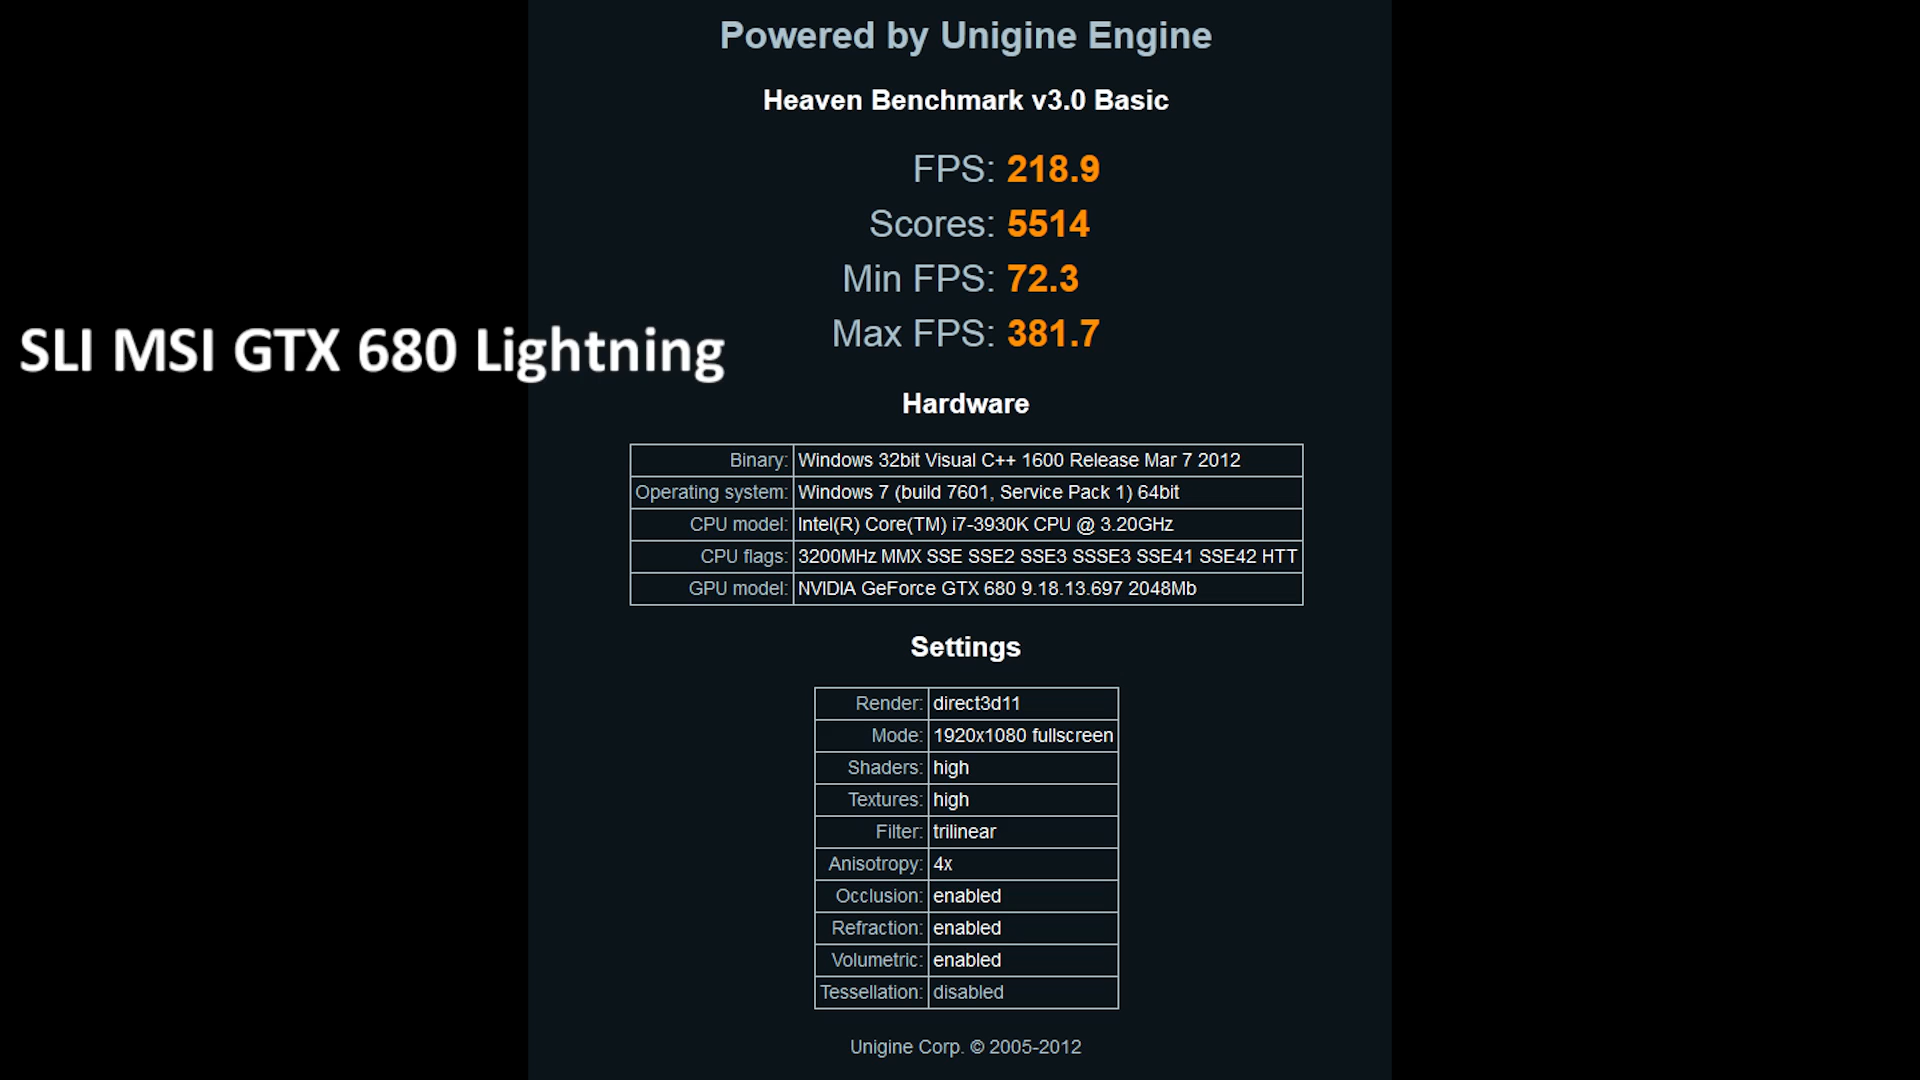 Powered by Unigine Engine
Heaven Benchmark v3.0 Basic
FPS: 218.9
Scores: 5514
Min FPS: 72.3
Max FPS: 381.7
SLI MSI GTX 680 Lightning
Hardware
Binary: Windows 32bit Visual C++ 1600 Release Mar 7 2012
Operating system: Windows 7 (build 7601, Service Pack 1) 64bit
CPU model: Intel(R) Core(TM) i7-3930K CPU @ 3.20GHz
CPU flags: 3200MHz MMX SSE SSE2 SSE3 SSSE3 SSE41 SSE42 HTT
GPU model: NVIDIA GeForce GTX 680 9.18.13.697 2048Mb
Settings
Render: direct3d11
Mode: 1920x1080 fullscreen
Shaders: high
Textures: high
Filter: trilinear
Anisotropy: 4x
Occlusion: enabled
Refraction: enabled
Volumetric: enabled
Tessellation: disabled
Unigine Corp. © 2005-2012